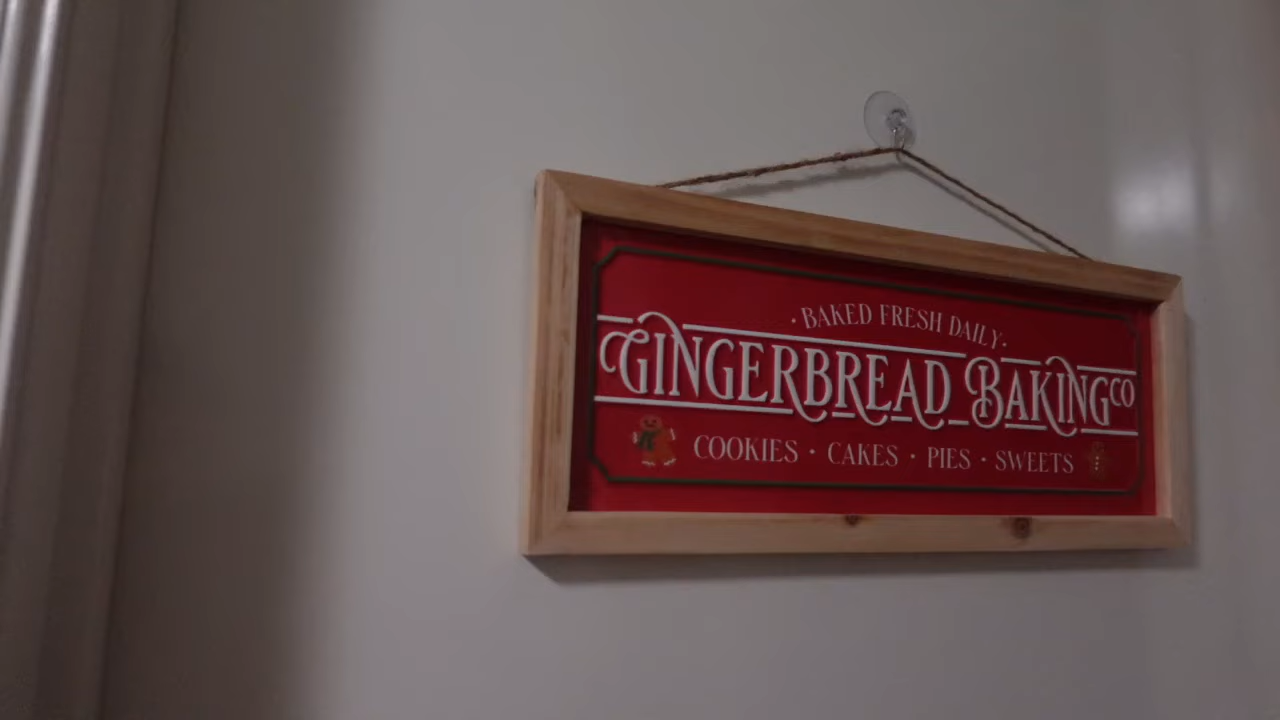 · BAKED FRESH DAILY ·
GINGERBREAD BAKING CO
COOKIES · CAKES · PIES · SWEETS